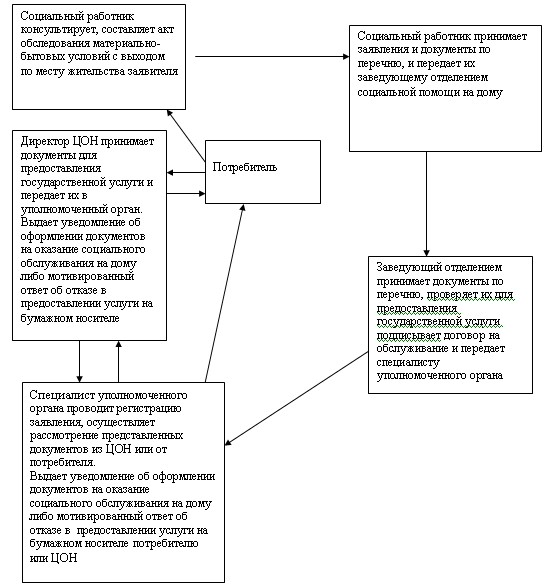 Социальный работник
консультирует, составляет акт
обследования материально-
бытовых условий с выходом
по месту жительства заявителя
Социальный работник принимает
заявления и документы по
перечню, и передает их
заведующему отделением
социальной помощи на дому
Директор ЦОН принимает
документы для
предоставления
государственной услуги и
передает их в
уполномоченный орган.
Выдает уведомление об
оформлении документов
на оказание социального
обслуживания на дому
либо мотивированный
ответ об отказе в
предоставлении услуги на
бумажном носителе
Потребитель
Заведующий отделением
принимает документы по
перечню, проверяет их для
предоставления
государственной услуги
подписывает договор на
обслуживание и передает
специалисту
уполномоченного органа
Специалист уполномоченного
органа проводит регистрацию
заявления, осуществляет
рассмотрение представленных
документов из ЦОН или от
потребителя.
Выдает уведомление об оформлении
документов на оказание
социального обслуживания на дому
либо мотивированный ответ об
отказе в предоставлении услуги на
бумажном носителе потребителю
или ЦОН